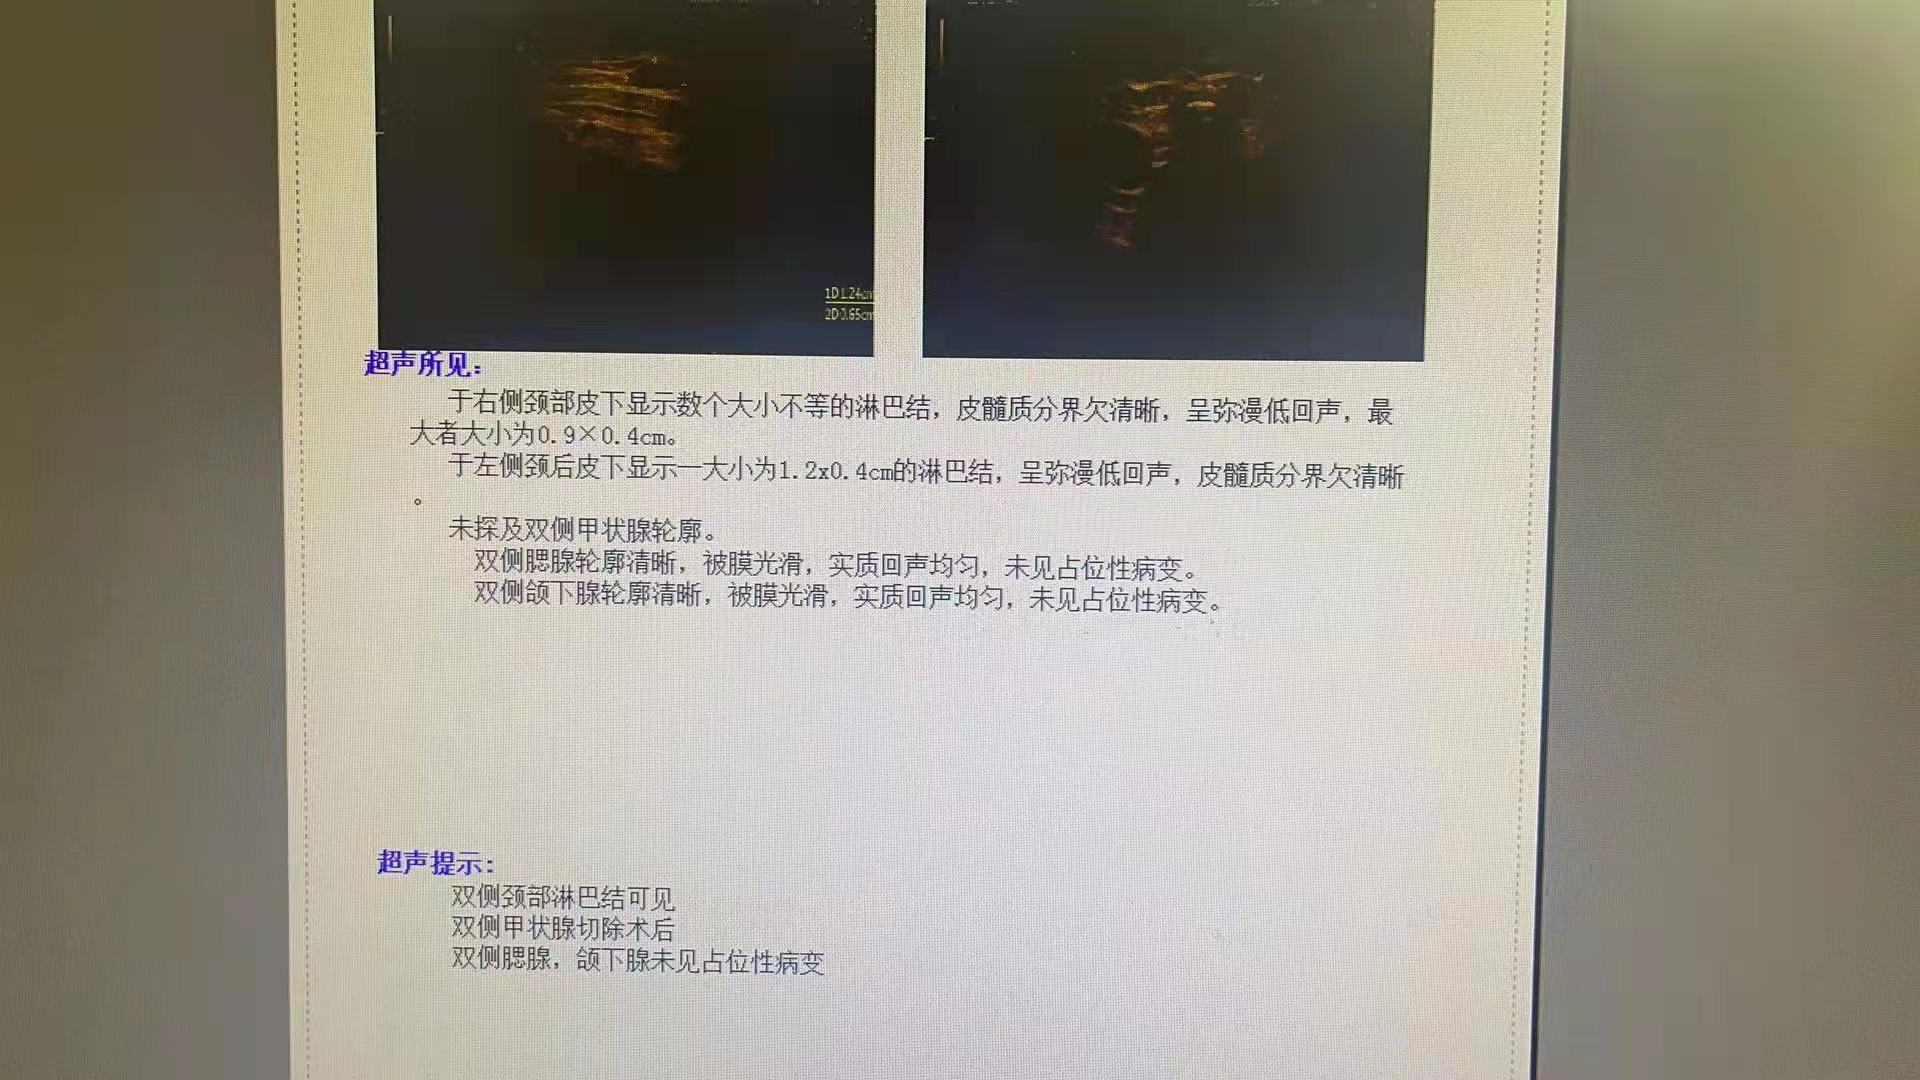 1D1.24cm
2D0.65cm
超声所见：
于右侧颈部皮下显示数个大小不等的淋巴结，皮髓质分界欠清晰，呈弥漫低回声，最
大者大小为0.9×0.4cm。
于左侧颈后皮下显示一大小为1.2x0.4cm的淋巴结，呈弥漫低回声，皮髓质分界欠清晰
。
未探及双侧甲状腺轮廓。
双侧腮腺轮廓清晰，被膜光滑，实质回声均匀，未见占位性病变。
双侧颌下腺轮廓清晰，被膜光滑，实质回声均匀，未见占位性病变。
超声提示：
双侧颈部淋巴结可见
双侧甲状腺切除术后
双侧腮腺，颌下腺未见占位性病变